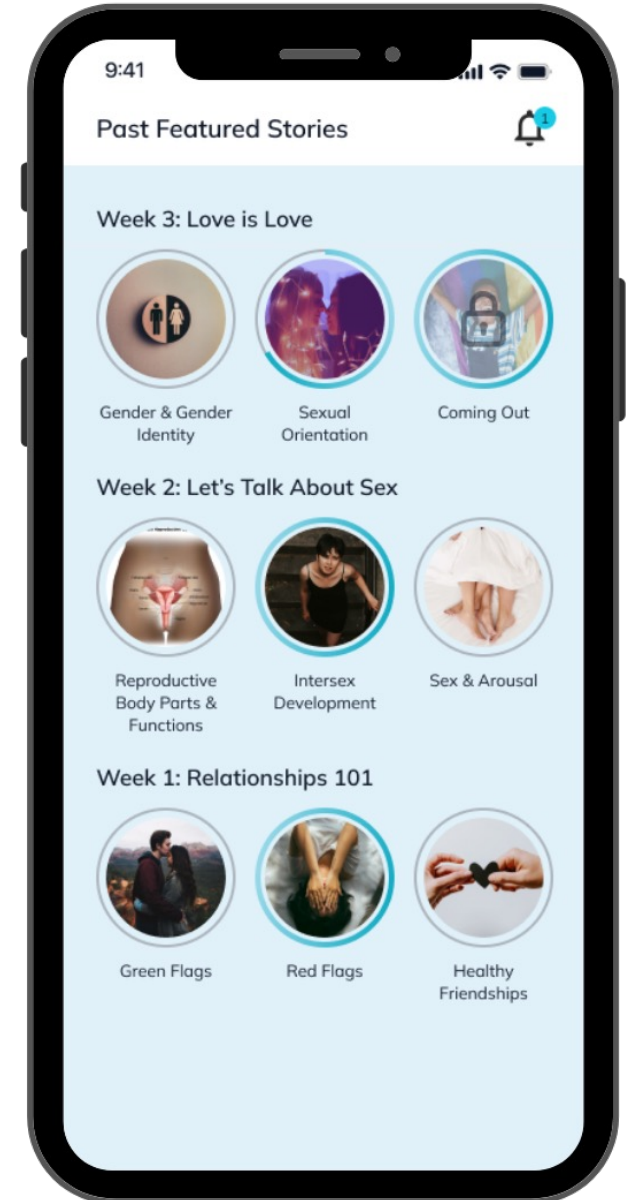 9:41
Past Featured Stories
1
Week 3: Love is Love
Gender & Gender
Identity
Sexual
Orientation
Coming Out
Week 2: Let's Talk About Sex
Reproductive
Body Parts &
Functions
Intersex
Development
Sex & Arousal
Week 1: Relationships 101
Green Flags
Red Flags
Healthy
Friendships